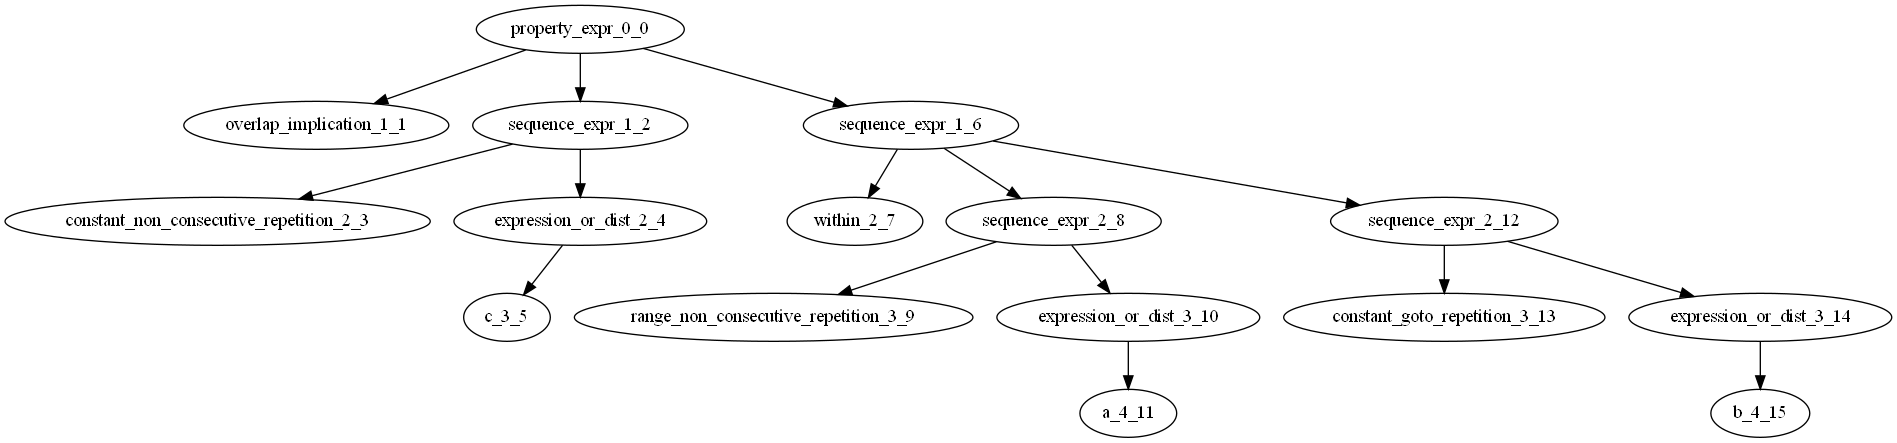 property_expr_0_0
overlap_implication_1_1
sequence_expr_1_2
sequence_expr_1_6
constant_non_consecutive_repetition_2_3
expression_or_dist_2_4
within_2_7
sequence_expr_2_8
sequence_expr_2_12
c_3_5
range_non_consecutive_repetition_3_9
expression_or_dist_3_10
constant_goto_repetition_3_13
expression_or_dist_3_14
a_4_11
b_4_15